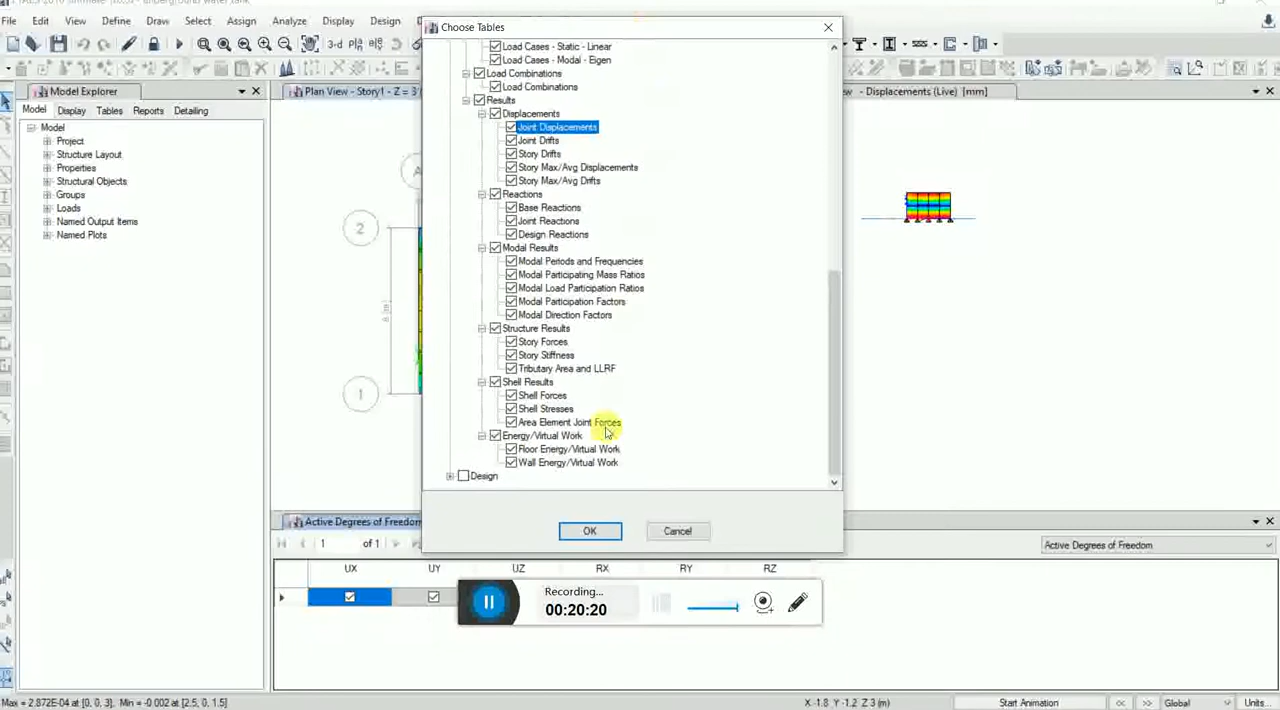 File Edit View Define Draw Select Assign Analyze Display Design
Choose Tables
3-d
Model Explorer
Plan View - Story1 - Z = 3
- Displacements (Live) [mm]
Model Display Tables Reports Detailing
Model
Project
Structure Layout
Properties
Structural Objects
Groups
Loads
Named Output Items
Named Plots
A
2
1
Load Cases - Static - Linear
Load Cases - Modal - Eigen
Load Combinations
Load Combinations
Results
Displacements
Joint Displacements
Joint Drifts
Story Drifts
Story Max/Avg Displacements
Story Max/Avg Drifts
Reactions
Base Reactions
Joint Reactions
Design Reactions
Modal Results
Modal Periods and Frequencies
Modal Participating Mass Ratios
Modal Load Participation Ratios
Modal Participation Factors
Modal Direction Factors
Structure Results
Story Forces
Story Stiffness
Tributary Area and LLRF
Shell Results
Shell Forces
Shell Stresses
Area Element Joint Forces
Energy/Virtual Work
Floor Energy/Virtual Work
Wall Energy/Virtual Work
Design
OK Cancel
Active Degrees of Freedom
1 of 1
Active Degrees of Freedom
UX UY UZ RX RY RZ
Recording...
00:20:20
Max = 2.872E-04 at [0, 0, 3], Min = -0.002 at [2.5, 0, 1.5]
X -1.8 Y -1.2 Z 3 (m)
Start Animation
<< >>
Global
Units...